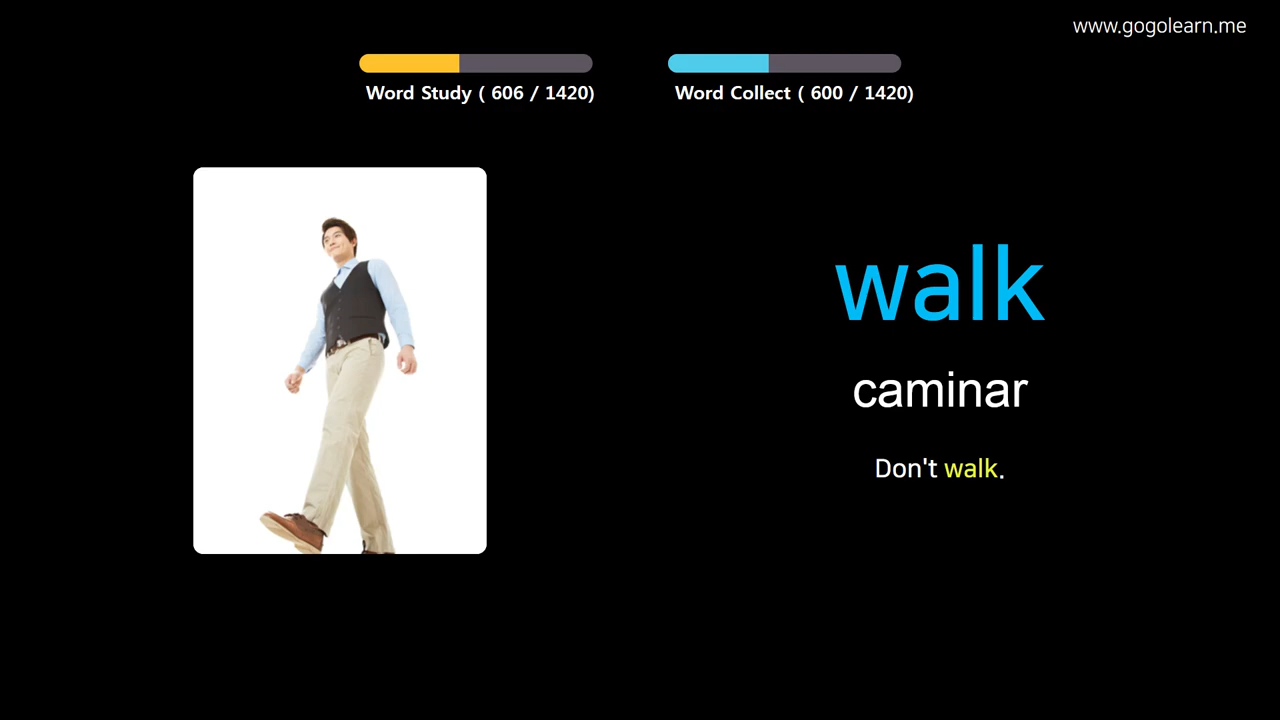 www.gogolearn.me
Word Study ( 606 / 1420)
Word Collect ( 600 / 1420)
walk
caminar
Don't walk.